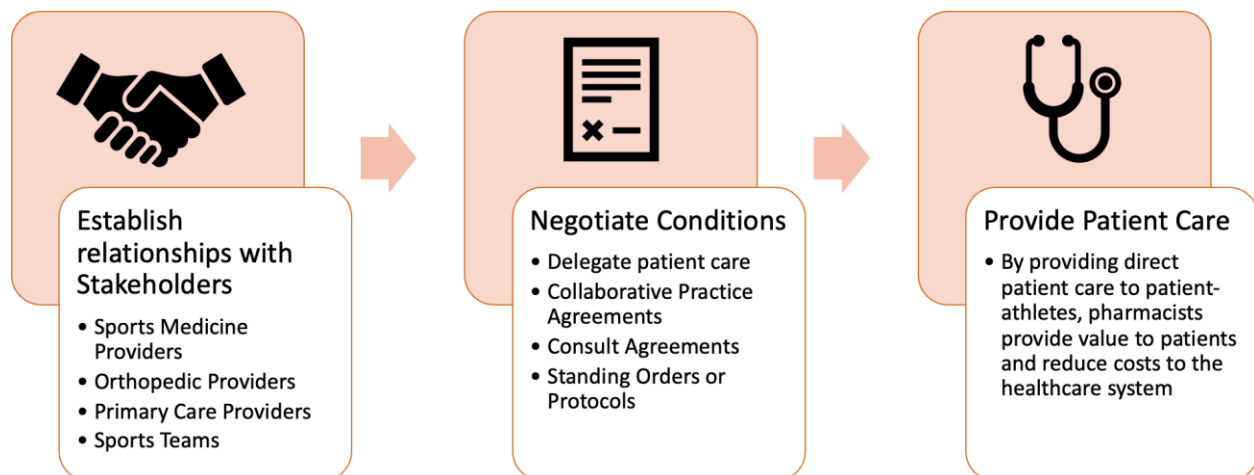 Establish
relationships with
Stakeholders
• Sports Medicine
Providers
• Orthopedic Providers
• Primary Care Providers
• Sports Teams
Negotiate Conditions
• Delegate patient care
• Collaborative Practice
Agreements
• Consult Agreements
• Standing Orders or
Protocols
Provide Patient Care
• By providing direct
patient care to patient-
athletes, pharmacists
provide value to patients
and reduce costs to the
healthcare system